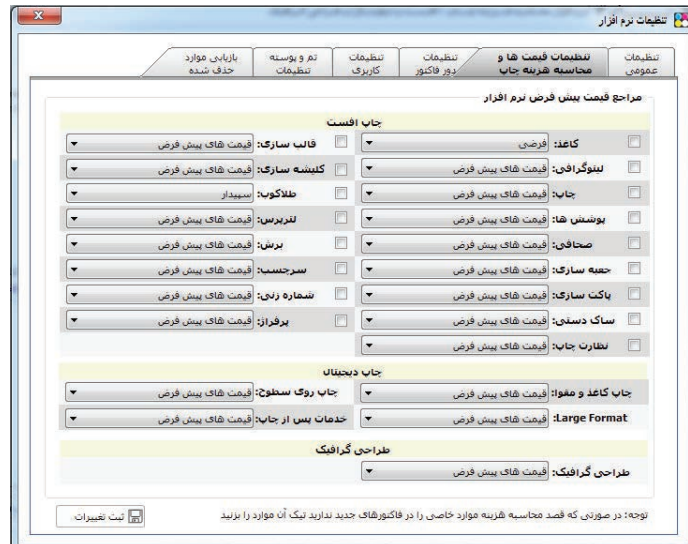 تنظیمات نرم افزار
تنظیمات عمومی
تنظیمات قیمت ها و محاسبه هزینه چاپ
تنظیمات دور فاکتور
تنظیمات کاربری
تم و پوسته تنظیمات
بازیابی موارد حذف شده
مراجع قیمت پیش فرض نرم افزار
چاپ افست
کاغذ: فرضی
قالب سازی: قیمت های پیش فرض
لیتوگرافی: قیمت های پیش فرض
کلیشه سازی: قیمت های پیش فرض
چاپ: قیمت های پیش فرض
طلاکوب: سپیدار
پوشش ها: قیمت های پیش فرض
لترپرس: قیمت های پیش فرض
صحافی: قیمت های پیش فرض
برش: قیمت های پیش فرض
جعبه سازی: قیمت های پیش فرض
سرچسب: قیمت های پیش فرض
پاکت سازی: قیمت های پیش فرض
شماره زنی: قیمت های پیش فرض
ساک دستی: قیمت های پیش فرض
پرفراژ: قیمت های پیش فرض
نظارت چاپ: قیمت های پیش فرض
چاپ دیجیتال
چاپ کاغذ و مقوا: قیمت های پیش فرض
چاپ روی سطوح: قیمت های پیش فرض
Large Format: قیمت های پیش فرض
خدمات پس از چاپ: قیمت های پیش فرض
طراحی گرافیک
طراحی گرافیک: قیمت های پیش فرض
توجه: در صورتی که قصد محاسبه هزینه موارد خاصی را در فاکتورهای جدید ندارید تیک آن موارد را بزنید
ثبت تغییرات